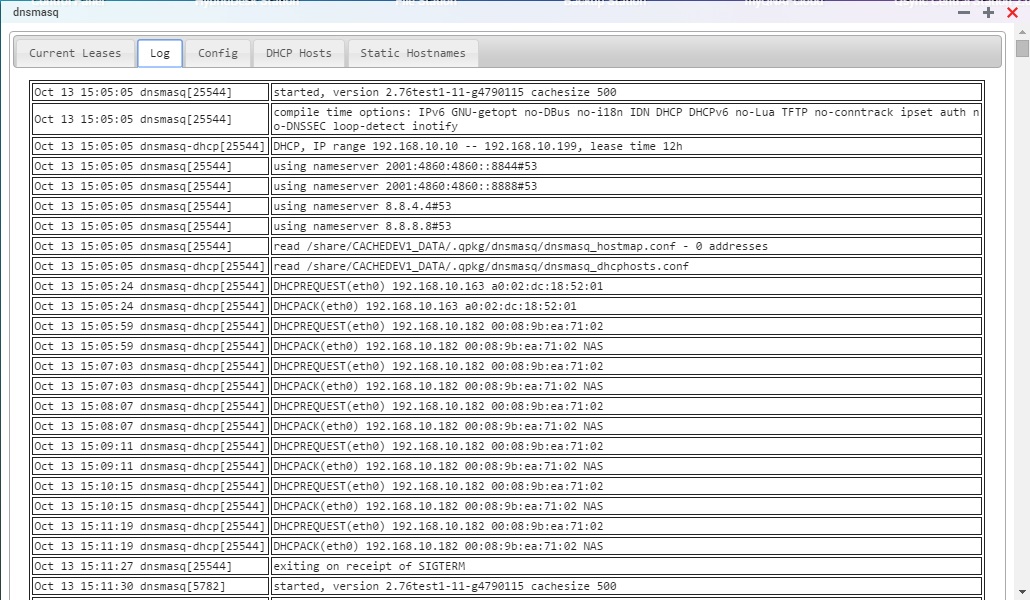 dnsmasq
Current Leases Log Config DHCP Hosts Static Hostnames
Oct 13 15:05:05 dnsmasq[25544] started, version 2.76test1-11-g4790115 cachesize 500
Oct 13 15:05:05 dnsmasq[25544] compile time options: IPv6 GNU-getopt no-DBus no-i18n IDN DHCP DHCPv6 no-Lua TFTP no-conntrack ipset auth n
o-DNSSEC loop-detect inotify
Oct 13 15:05:05 dnsmasq-dhcp[25544] DHCP, IP range 192.168.10.10 -- 192.168.10.199, lease time 12h
Oct 13 15:05:05 dnsmasq[25544] using nameserver 2001:4860:4860::8844#53
Oct 13 15:05:05 dnsmasq[25544] using nameserver 2001:4860:4860::8888#53
Oct 13 15:05:05 dnsmasq[25544] using nameserver 8.8.4.4#53
Oct 13 15:05:05 dnsmasq[25544] using nameserver 8.8.8.8#53
Oct 13 15:05:05 dnsmasq[25544] read /share/CACHEDEV1_DATA/.qpkg/dnsmasq/dnsmasq_hostmap.conf - 0 addresses
Oct 13 15:05:05 dnsmasq-dhcp[25544] read /share/CACHEDEV1_DATA/.qpkg/dnsmasq/dnsmasq_dhcphosts.conf
Oct 13 15:05:24 dnsmasq-dhcp[25544] DHCPREQUEST(eth0) 192.168.10.163 a0:02:dc:18:52:01
Oct 13 15:05:24 dnsmasq-dhcp[25544] DHCPACK(eth0) 192.168.10.163 a0:02:dc:18:52:01
Oct 13 15:05:59 dnsmasq-dhcp[25544] DHCPREQUEST(eth0) 192.168.10.182 00:08:9b:ea:71:02
Oct 13 15:05:59 dnsmasq-dhcp[25544] DHCPACK(eth0) 192.168.10.182 00:08:9b:ea:71:02 NAS
Oct 13 15:07:03 dnsmasq-dhcp[25544] DHCPREQUEST(eth0) 192.168.10.182 00:08:9b:ea:71:02
Oct 13 15:07:03 dnsmasq-dhcp[25544] DHCPACK(eth0) 192.168.10.182 00:08:9b:ea:71:02 NAS
Oct 13 15:08:07 dnsmasq-dhcp[25544] DHCPREQUEST(eth0) 192.168.10.182 00:08:9b:ea:71:02
Oct 13 15:08:07 dnsmasq-dhcp[25544] DHCPACK(eth0) 192.168.10.182 00:08:9b:ea:71:02 NAS
Oct 13 15:09:11 dnsmasq-dhcp[25544] DHCPREQUEST(eth0) 192.168.10.182 00:08:9b:ea:71:02
Oct 13 15:09:11 dnsmasq-dhcp[25544] DHCPACK(eth0) 192.168.10.182 00:08:9b:ea:71:02 NAS
Oct 13 15:10:15 dnsmasq-dhcp[25544] DHCPREQUEST(eth0) 192.168.10.182 00:08:9b:ea:71:02
Oct 13 15:10:15 dnsmasq-dhcp[25544] DHCPACK(eth0) 192.168.10.182 00:08:9b:ea:71:02 NAS
Oct 13 15:11:19 dnsmasq-dhcp[25544] DHCPREQUEST(eth0) 192.168.10.182 00:08:9b:ea:71:02
Oct 13 15:11:19 dnsmasq-dhcp[25544] DHCPACK(eth0) 192.168.10.182 00:08:9b:ea:71:02 NAS
Oct 13 15:11:27 dnsmasq[25544] exiting on receipt of SIGTERM
Oct 13 15:11:30 dnsmasq[5782] started, version 2.76test1-11-g4790115 cachesize 500